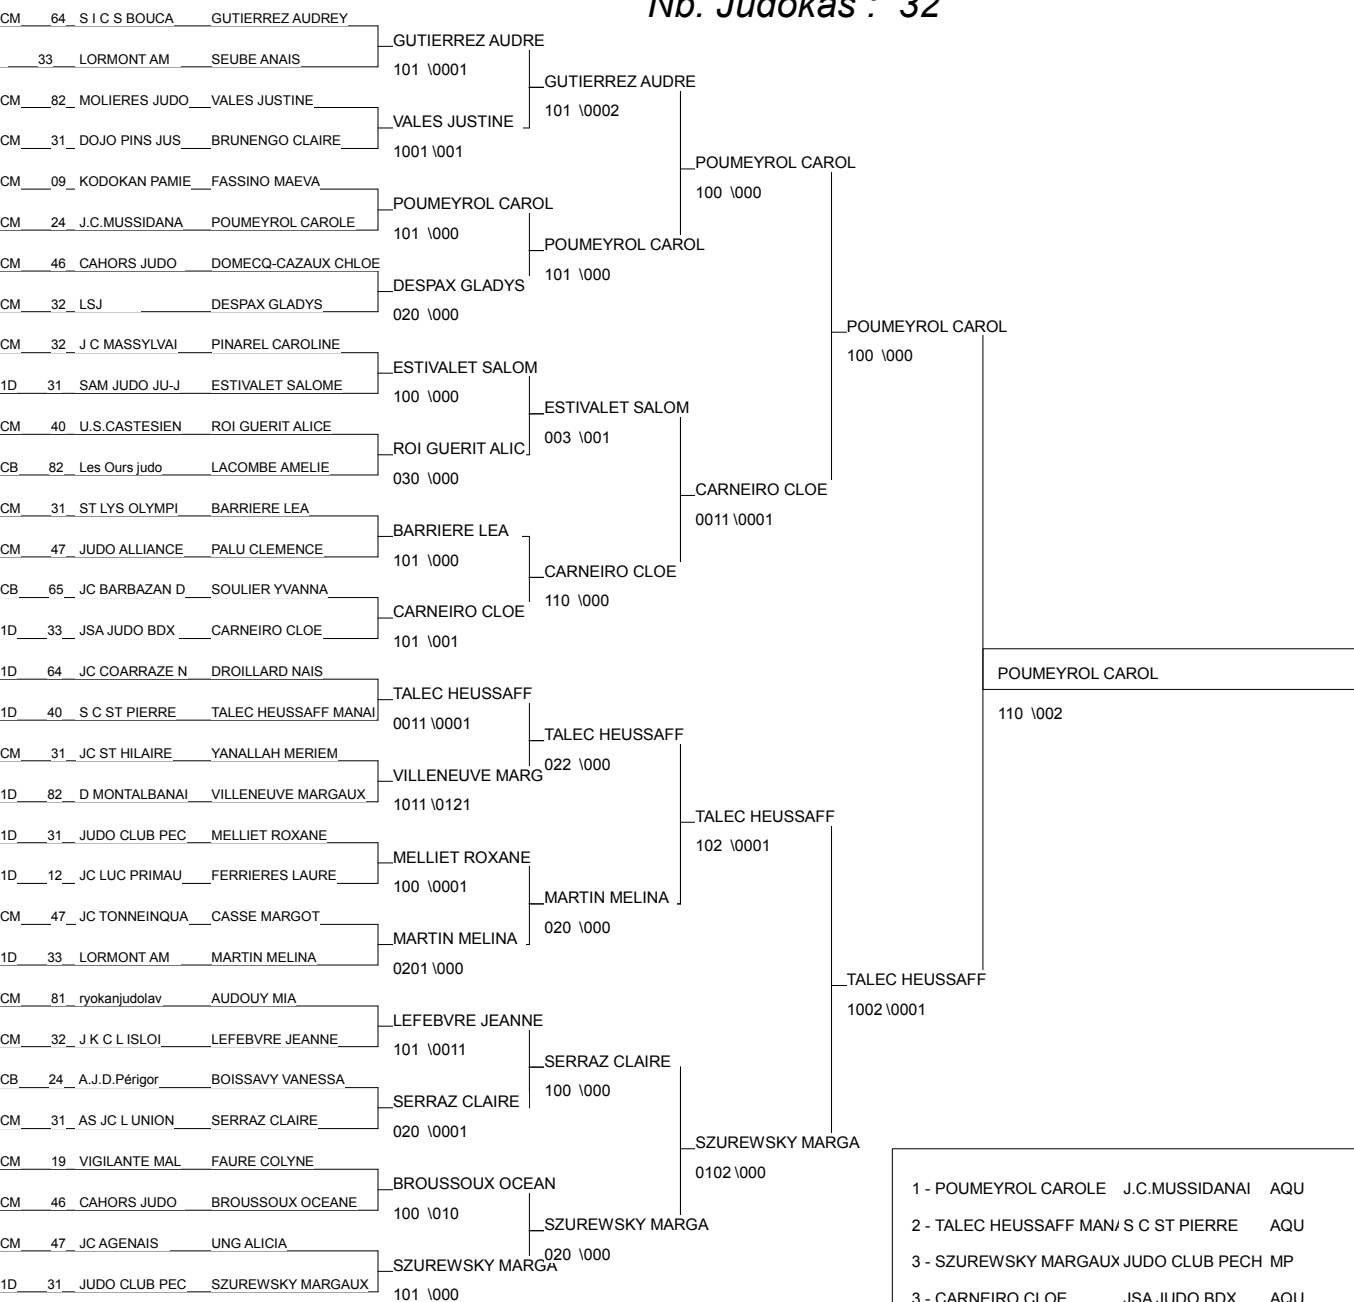 Nb. Judokas : 32
CM 64 S I C S BOUCA GUTIERREZ AUDREY
33 LORMONT AM SEUBE ANAIS
CM 82 MOLIERES JUDO VALES JUSTINE
CM 31 DOJO PINS JUS BRUNENGO CLAIRE
CM 09 KODOKAN PAMIE FASSINO MAEVA
CM 24 J.C.MUSSIDANA POUMEYROL CAROLE
CM 46 CAHORS JUDO DOMECQ-CAZAUX CHLOE
CM 32 LSJ DESPAX GLADYS
CM 32 J C MASSYLVAI PINAREL CAROLINE
1D 31 SAM JUDO JU-J ESTIVALET SALOME
CM 40 U.S.CASTESIEN ROI GUERIT ALICE
CB 82 Les Ours judo LACOMBE AMELIE
CM 31 ST LYS OLYMPI BARRIERE LEA
CM 47 JUDO ALLIANCE PALU CLEMENCE
CB 65 JC BARBAZAN D SOULIER YVANNA
1D 33 JSA JUDO BDX CARNEIRO CLOE
1D 64 JC COARRAZE N DROILLARD NAIS
1D 40 S C ST PIERRE TALEC HEUSSAFF MANAI
CM 31 JC ST HILAIRE YANALLAH MERIEM
1D 82 D MONTALBANAI VILLENEUVE MARGAUX
1D 31 JUDO CLUB PEC MELLIET ROXANE
1D 12 JC LUC PRIMAU FERRIERES LAURE
CM 47 JC TONNEINQUA CASSE MARGOT
1D 33 LORMONT AM MARTIN MELINA
CM 81 ryokanjudolav AUDOUY MIA
CM 32 J K C L ISLOI LEFEBVRE JEANNE
CB 24 A.J.D.Périgor BOISSAVY VANESSA
CM 31 AS JC L UNION SERRAZ CLAIRE
CM 19 VIGILANTE MAL FAURE COLYNE
CM 46 CAHORS JUDO BROUSSOUX OCEANE
CM 47 JC AGENAIS UNG ALICIA
1D 31 JUDO CLUB PEC SZUREWSKY MARGAUX
GUTIERREZ AUDRE
101 \0001
VALES JUSTINE
1001 \001
POUMEYROL CAROL
101 \000
DESPAX GLADYS
020 \000
ESTIVALET SALOM
100 \000
ROI GUERIT ALIC
030 \000
BARRIERE LEA
101 \000
CARNEIRO CLOE
101 \001
TALEC HEUSSAFF
0011 \0001
VILLENEUVE MARG
1011 \0121
MELLIET ROXANE
100 \0001
MARTIN MELINA
0201 \000
LEFEBVRE JEANNE
101 \0011
SERRAZ CLAIRE
020 \0001
BROUSSOUX OCEAN
100 \010
SZUREWSKY MARGA
101 \000
GUTIERREZ AUDRE
101 \0002
POUMEYROL CAROL
101 \000
ESTIVALET SALOM
003 \001
CARNEIRO CLOE
110 \000
TALEC HEUSSAFF
022 \000
MARTIN MELINA
020 \000
SERRAZ CLAIRE
100 \000
SZUREWSKY MARGA
020 \000
POUMEYROL CAROL
100 \000
CARNEIRO CLOE
0011 \0001
TALEC HEUSSAFF
102 \0001
SZUREWSKY MARGA
0102 \000
POUMEYROL CAROL
100 \000
TALEC HEUSSAFF
1002 \0001
POUMEYROL CAROL
110 \002
1 - POUMEYROL CAROLE J.C.MUSSIDANAI AQU
2 - TALEC HEUSSAFF MANA S C ST PIERRE AQU
3 - SZUREWSKY MARGAUX JUDO CLUB PECH MP
3 - CARNEIRO CLOE JSA JUDO BDX AQU